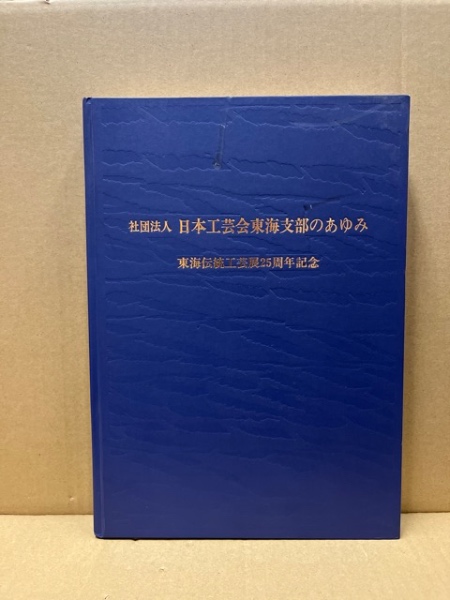 社団法人 日本工芸会東海支部のあゆみ
東海伝統工芸展25周年記念